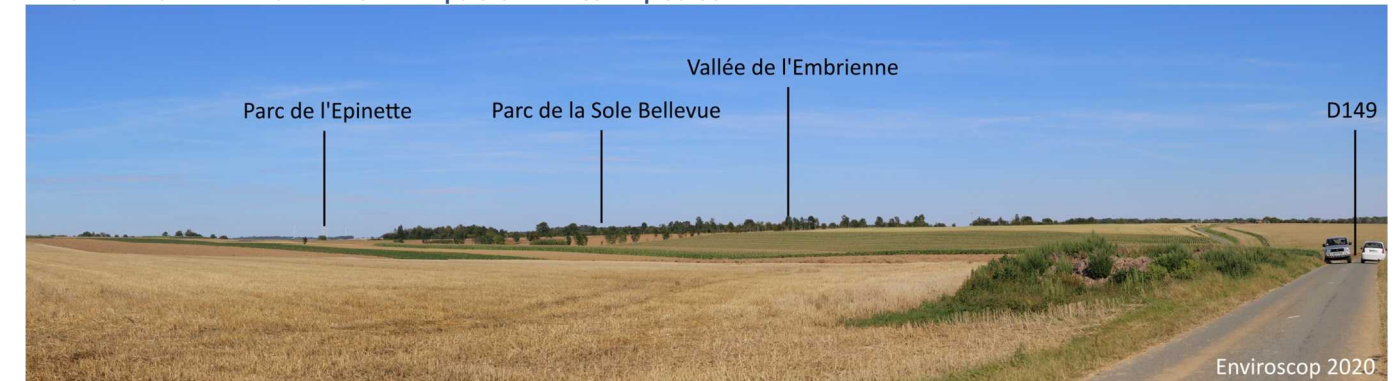 Vallée de l'Embrienne
Parc de l'Epinette
Parc de la Sole Bellevue
D149
Enviroscop 2020